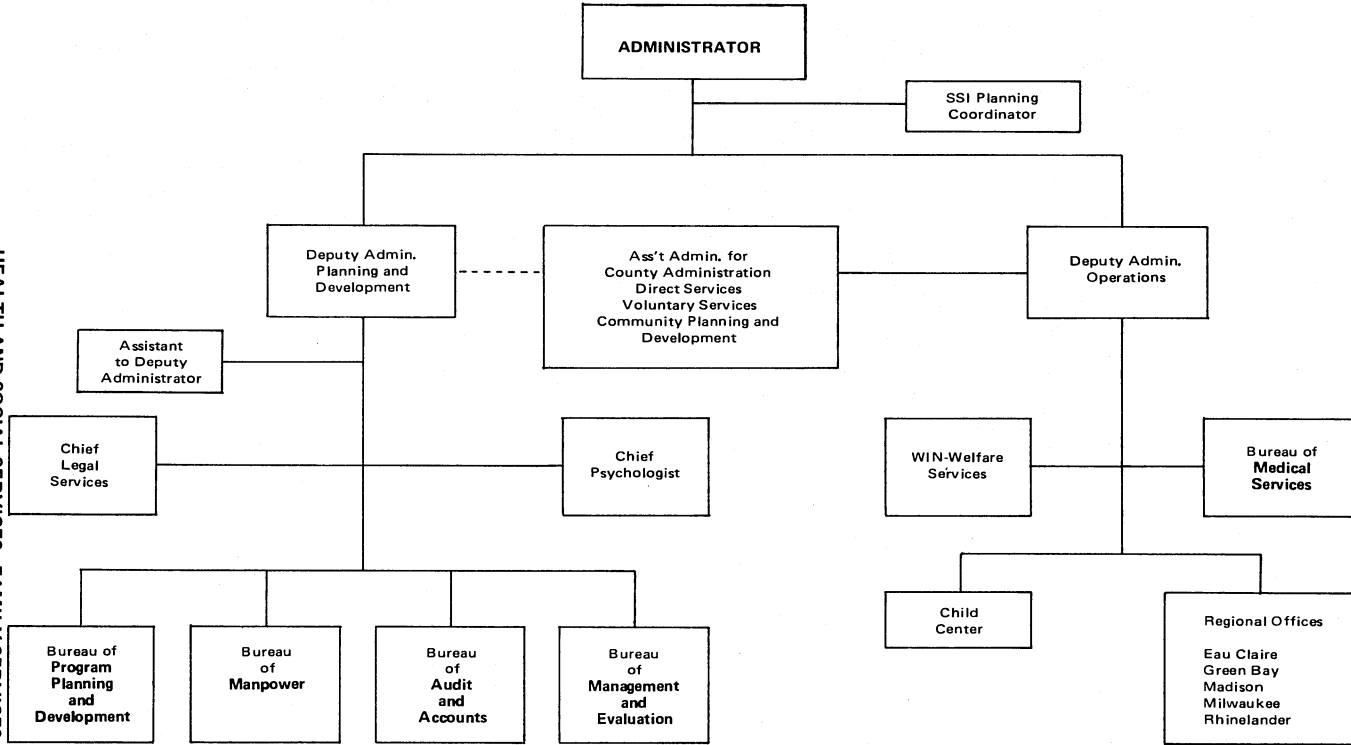 ADMINISTRATOR
SSI Planning
Coordinator
Deputy Admin.
Planning and
Development
Ass't Admin. for
County Administration
Direct Services
Voluntary Services
Community Planning and
Development
Deputy Admin.
Operations
Assistant
to Deputy
Administrator
Chief
Legal
Services
Chief
Psychologist
WIN-Welfare
Services
Bureau of
Medical
Services
Bureau of
Program
Planning
and
Development
Bureau
of
Manpower
Bureau
of
Audit
and
Accounts
Bureau
of
Management
and
Evaluation
Child
Center
Regional Offices
Eau Claire
Green Bay
Madison
Milwaukee
Rhinelander